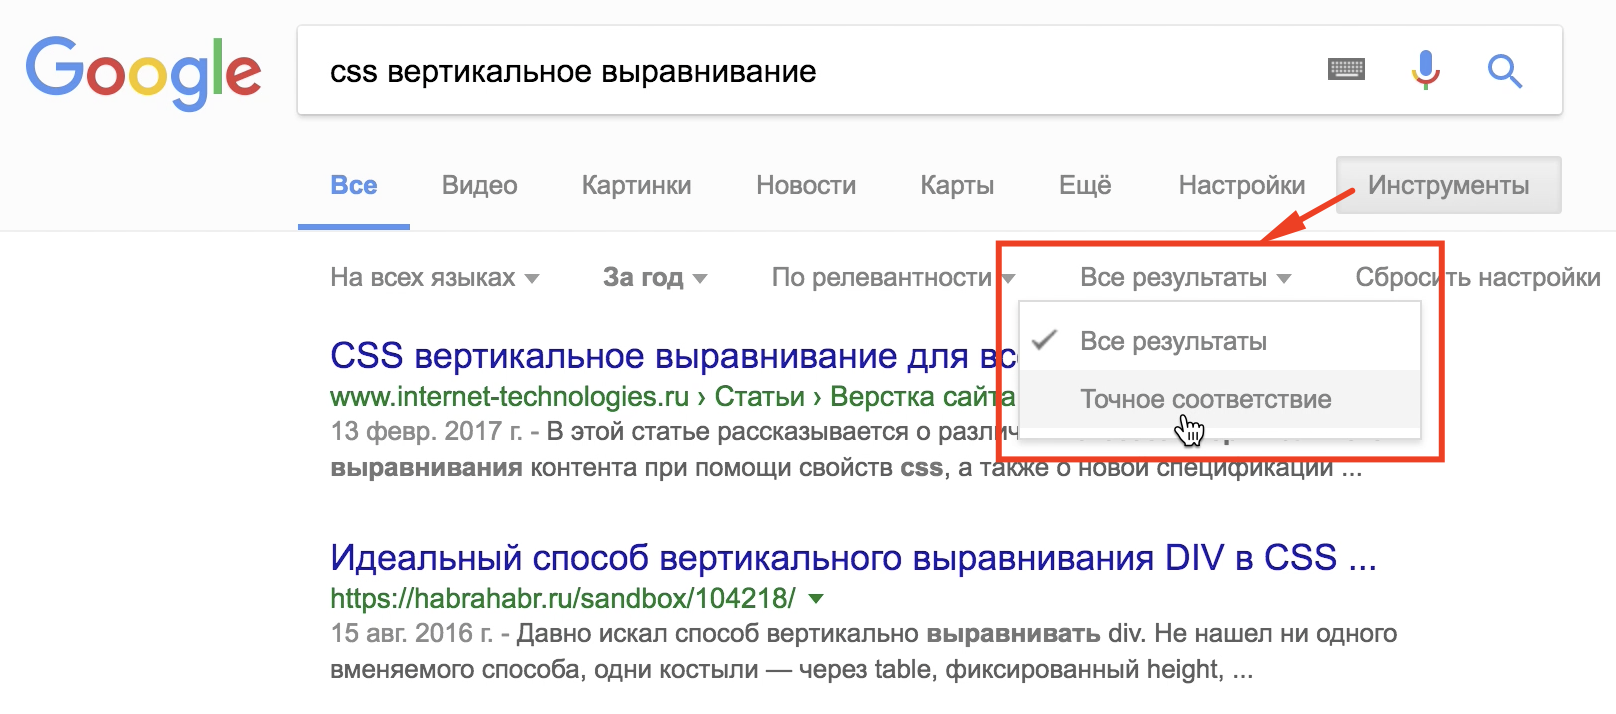 Google
css вертикальное выравнивание
Все Видео Картинки Новости Карты Ещё Настройки Инструменты
На всех языках За год По релевантности Все результаты Сбросить настройки
Все результаты
Точное соответствие
CSS вертикальное выравнивание для вс
www.internet-technologies.ru › Статьи › Верстка сайта
13 февр. 2017 г. - В этой статье рассказывается о
выравнивания контента при помощи свойств css, а также о новой спецификации ...
Идеальный способ вертикального выравнивания DIV в CSS ...
https://habrahabr.ru/sandbox/104218/
15 авг. 2016 г. - Давно искал способ вертикально выравнивать div. Не нашел ни одного
вменяемого способа, одни костыли — через table, фиксированный height, ...